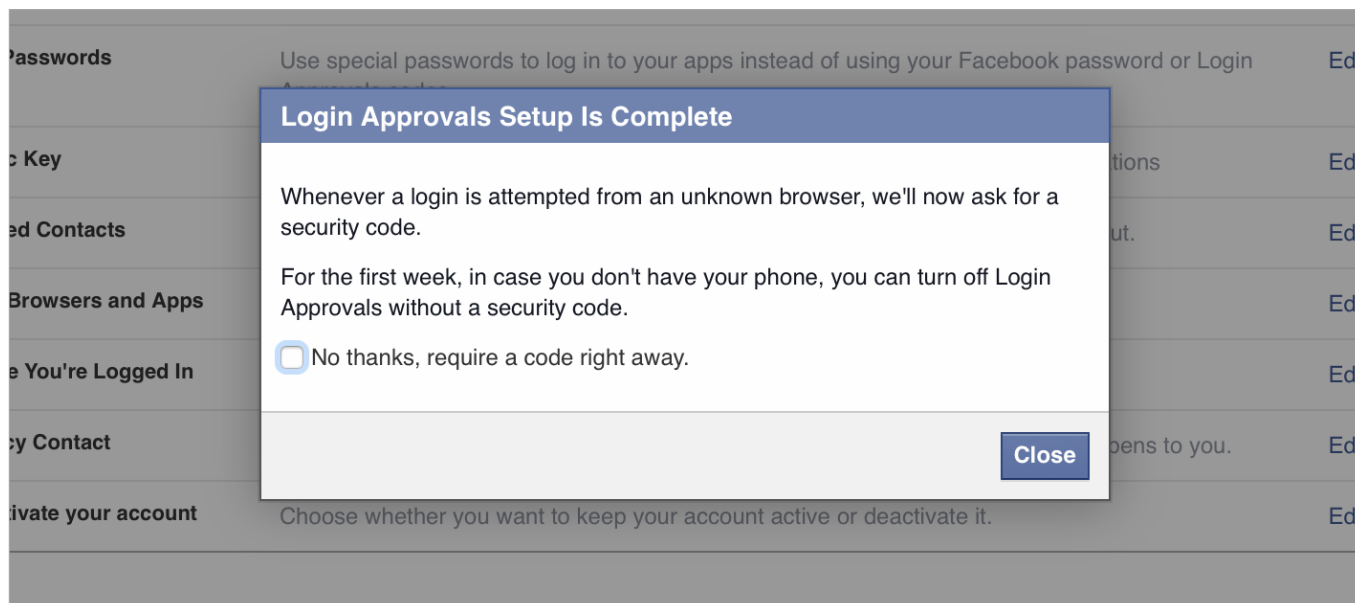 Passwords
Use special passwords to log in to your apps instead of using your Facebook password or Login
Login Approvals Setup Is Complete
c Key
tions
Ed
Whenever a login is attempted from an unknown browser, we'll now ask for a
security code.
ed Contacts
ut.
Ed
For the first week, in case you don't have your phone, you can turn off Login
Approvals without a security code.
Browsers and Apps
Ed
No thanks, require a code right away.
e You're Logged In
Ed
cy Contact
pens to you.
Ed
Close
ivate your account
Choose whether you want to keep your account active or deactivate it.
Ed